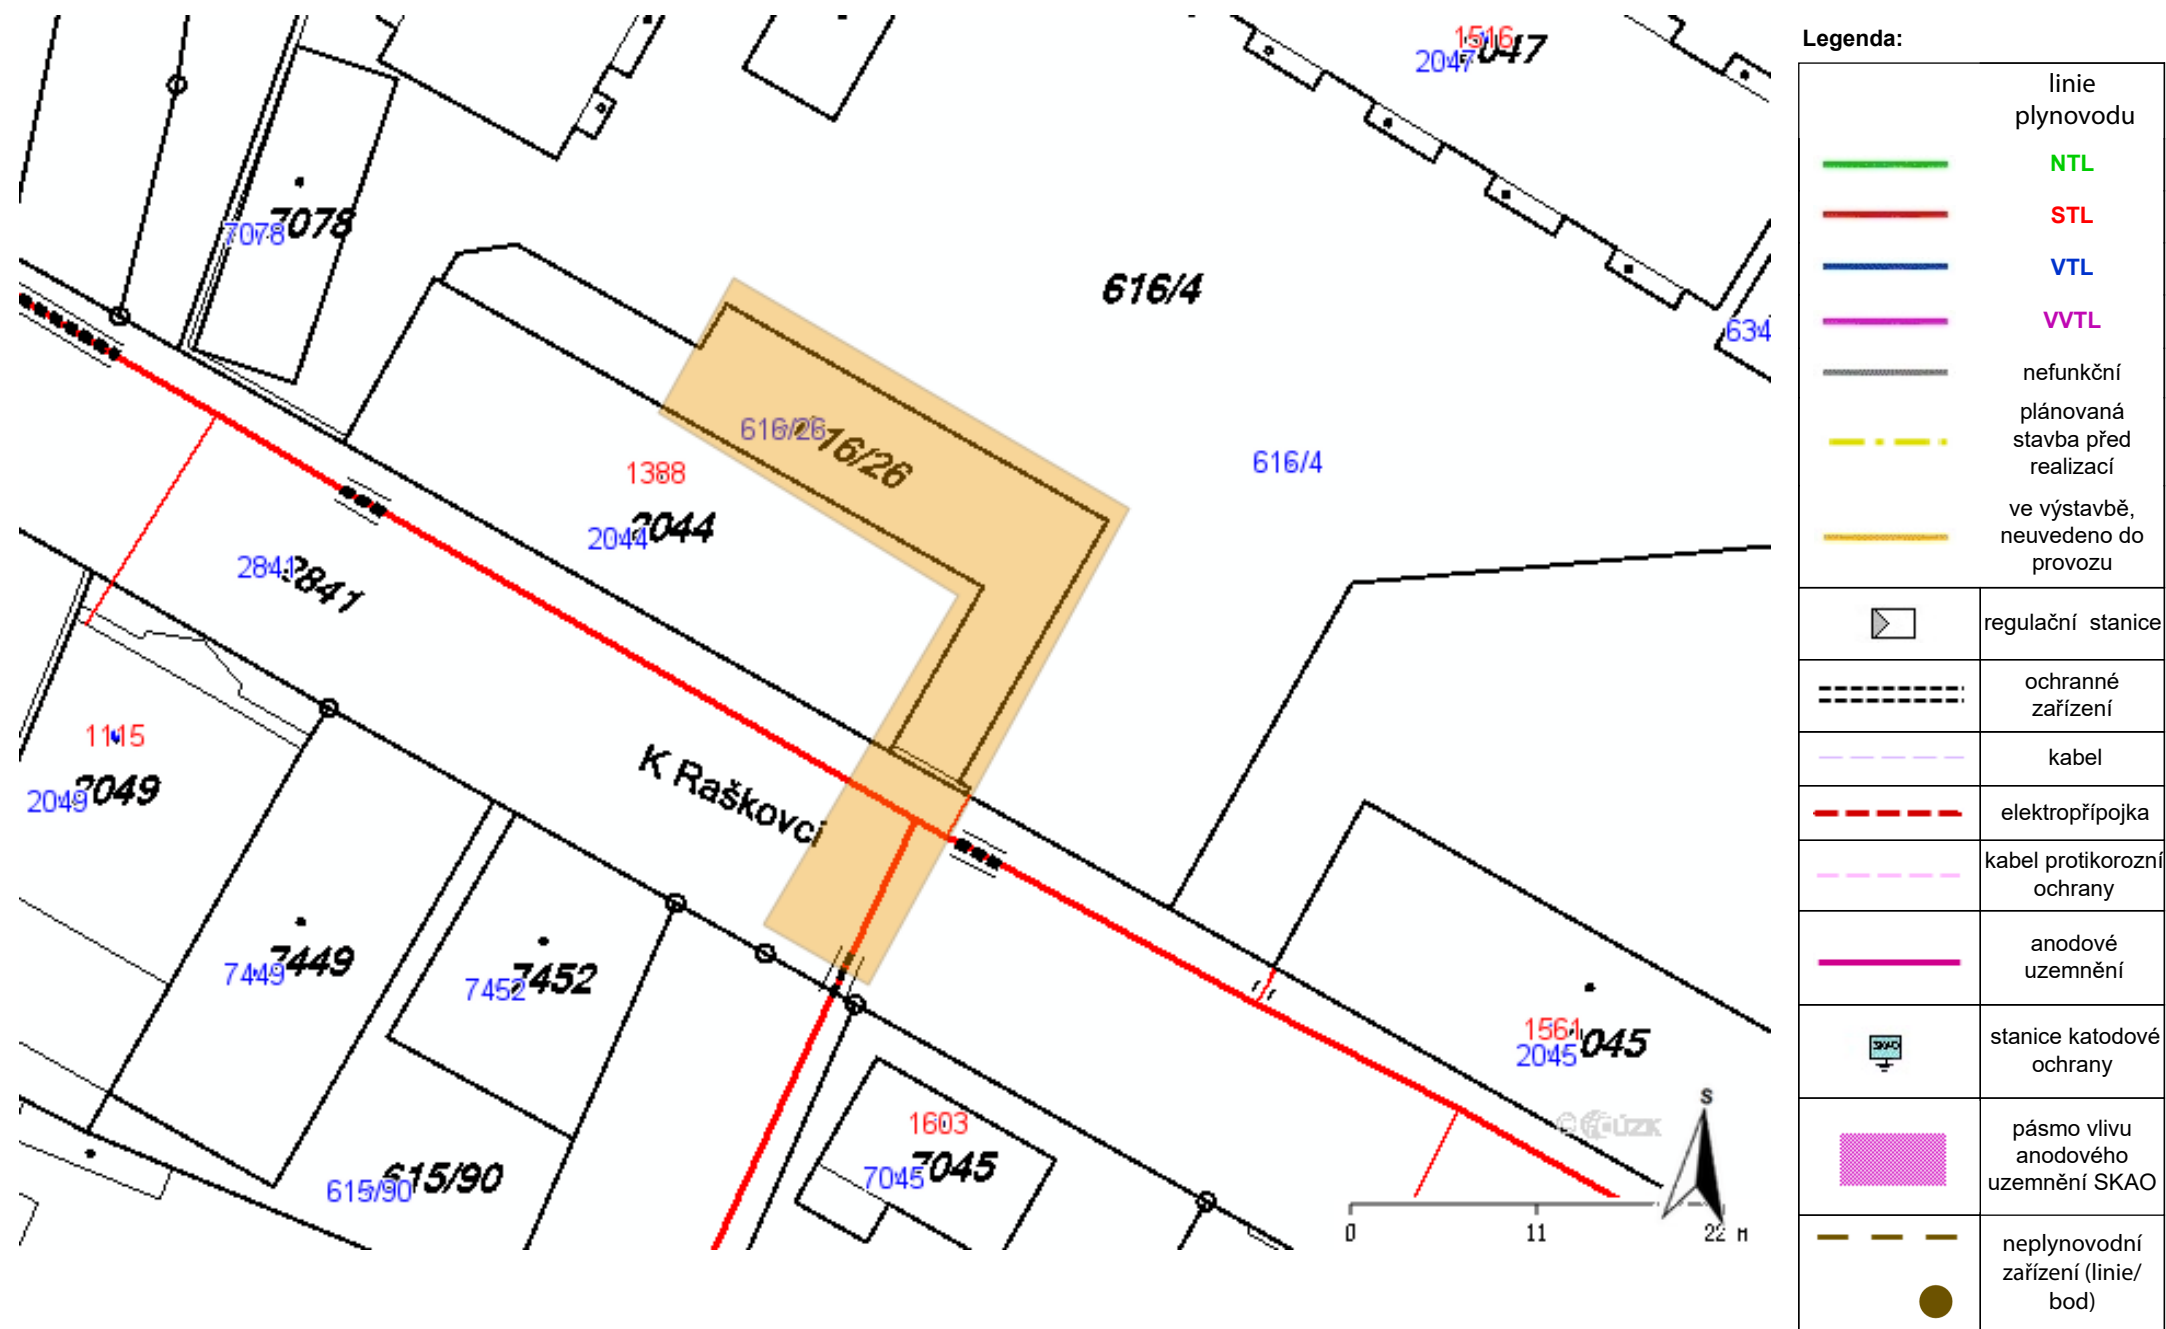 1516
2047
7078
7078
616/4
634
616/26
616/26
616/4
1388
2044
2044
2841
2841
1115
2049
2049
K Raškovci
7449
7449
7452
7452
1561
2045
2045
1603
7045
7045
615/90
615/90
S
0
11
22 M
Legenda:
linie
plynovodu
NTL
STL
VTL
VVTL
nefunkční
plánovaná
stavba před
realizací
ve výstavbě,
neuvedeno do
provozu
regulační stanice
ochranné
zařízení
kabel
elektropřípojka
kabel protikorozní
ochrany
anodové
uzemnění
SKAO
stanice katodové
ochrany
pásmo vlivu
anodového
uzemnění SKAO
neplynovodní
zařízení (linie/
bod)